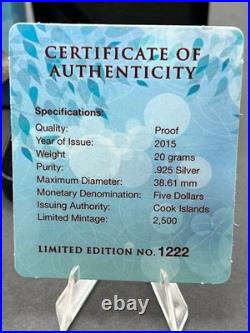 CERTIFICATE OF
AUTHENTICITY
Specifications:
Quality: Proof
Year of Issue: 2015
Weight 20 grams
Purity: .925 Silver
Maximum Diameter: 38.61 mm
Monetary Denomination: Five Dollars
Issuing Authority: Cook Islands
Limited Mintage: 2,500
LIMITED EDITION NO. 1222